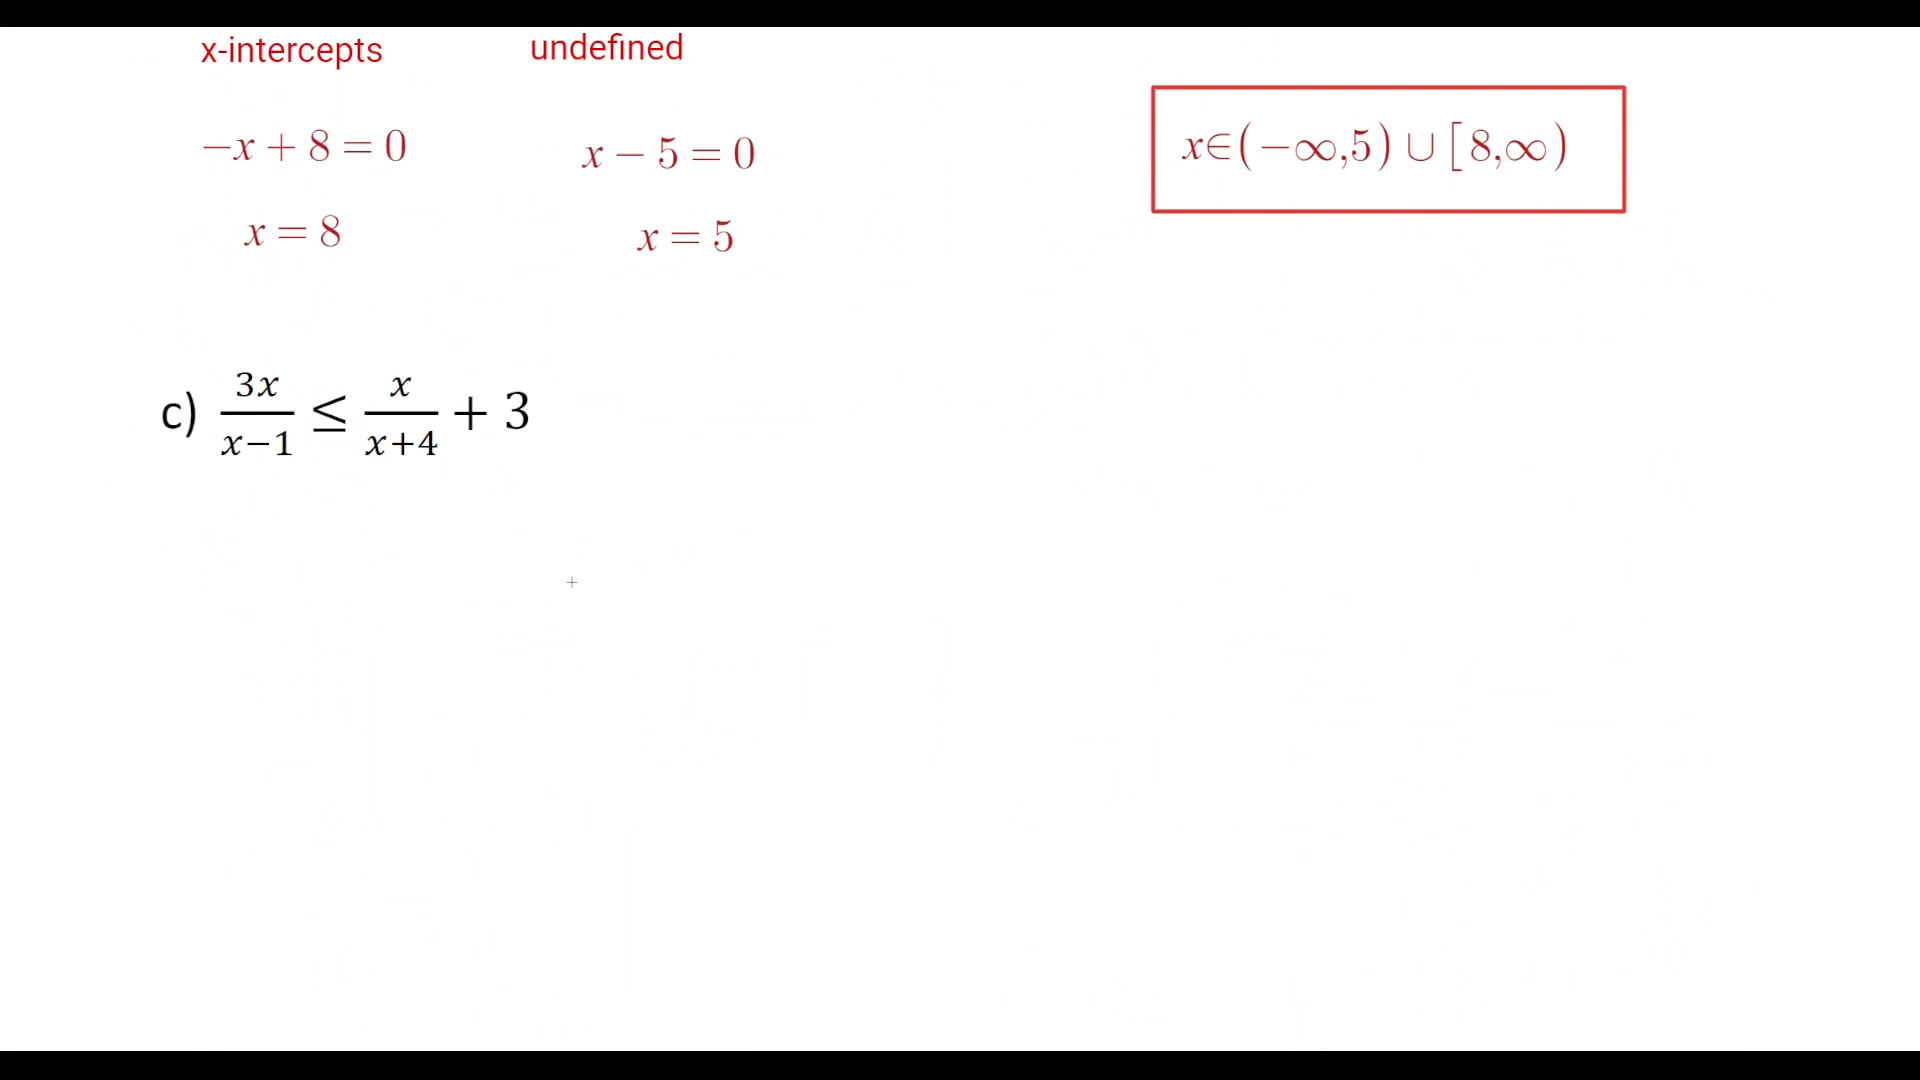 x-intercepts undefined
−x + 8 = 0 x − 5 = 0 x∈(−∞,5) ∪ [8,∞)
x = 8 x = 5
c) 3x/(x−1) ≤ x/(x+4) + 3